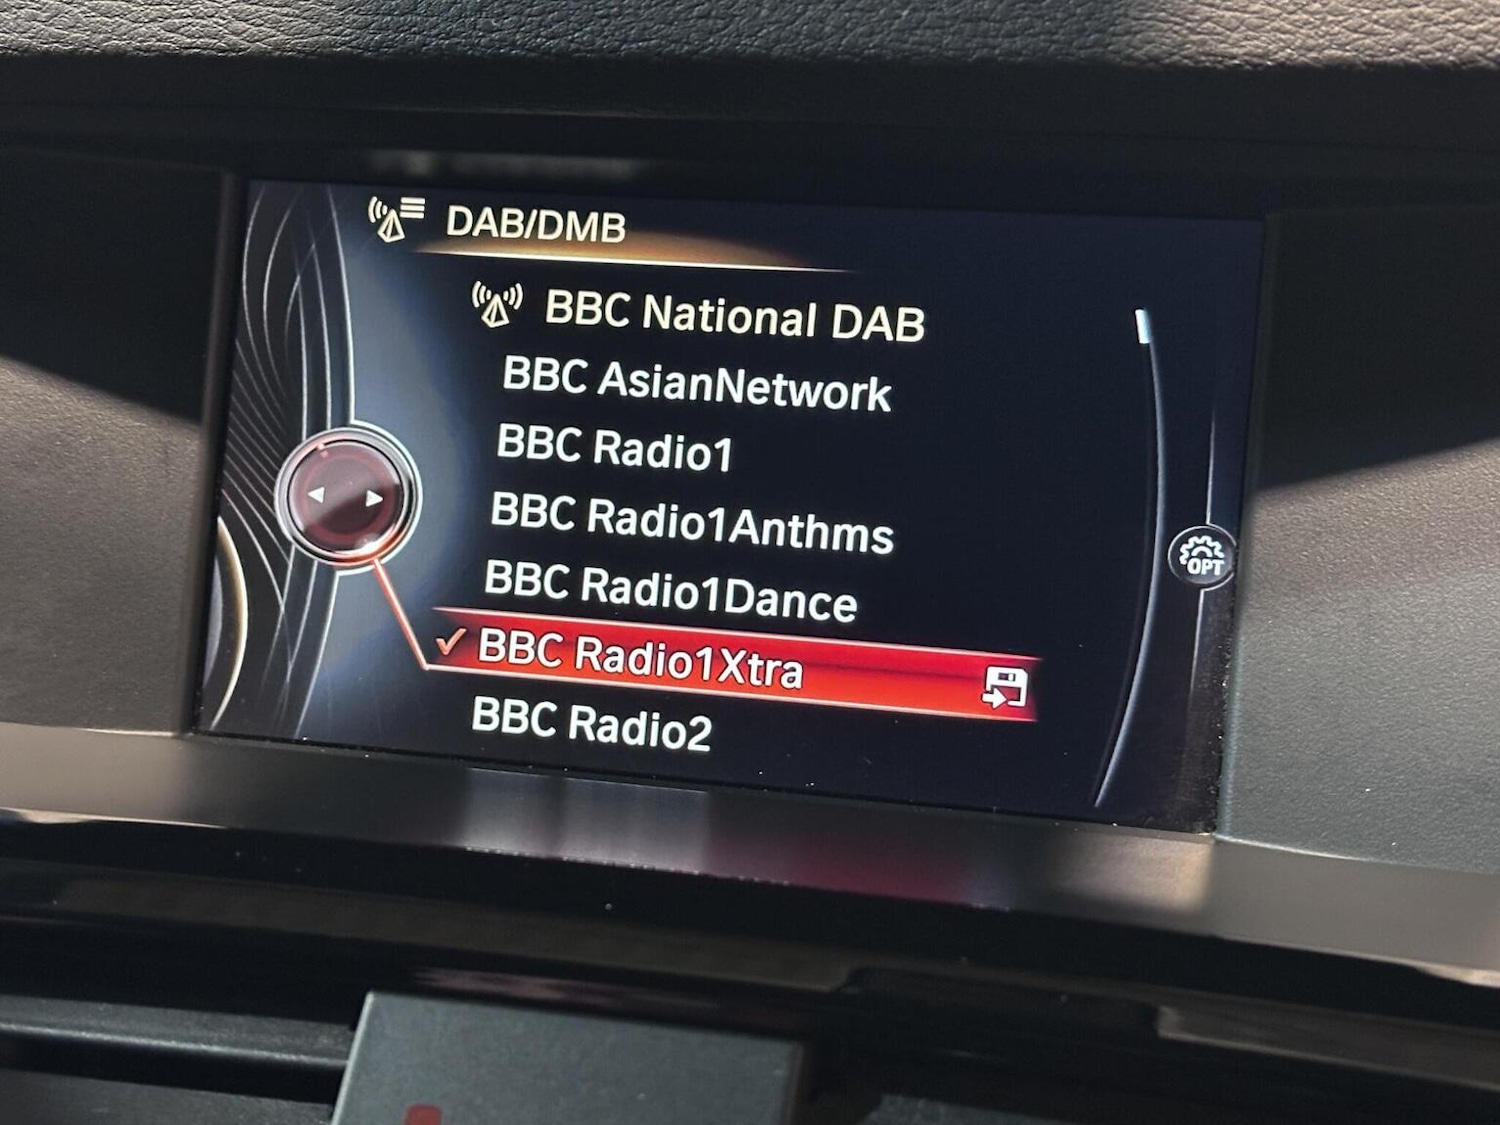 DAB/DMB
BBC National DAB
BBC AsianNetwork
BBC Radio1
BBC Radio1Anthms
BBC Radio1Dance
BBC Radio1Xtra
BBC Radio2
OPT